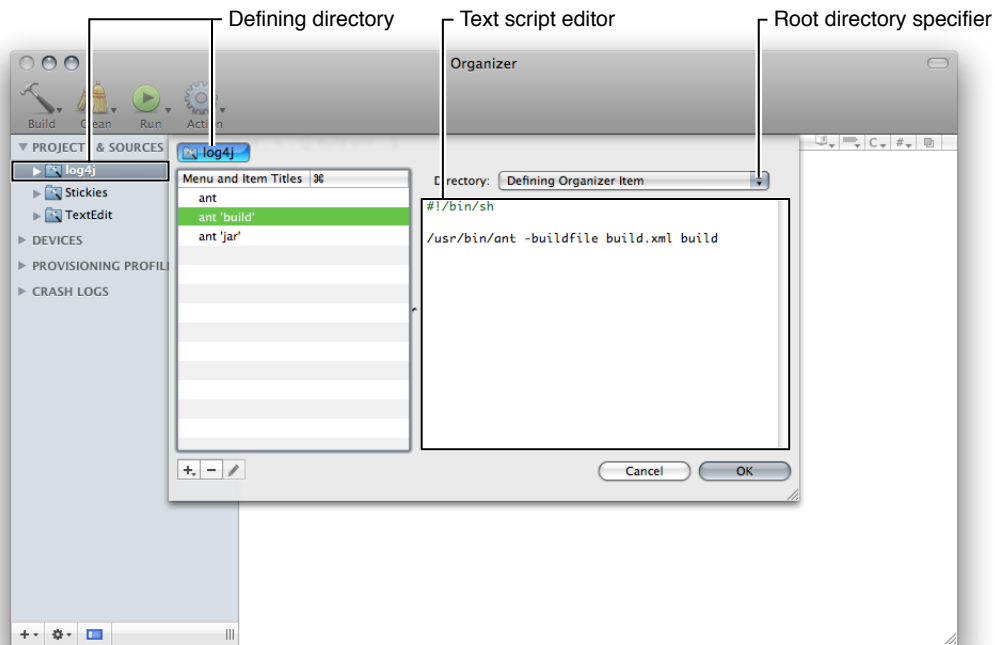 Defining directory
Text script editor
Root directory specifier
Organizer
Build
Clean
Run
Action
PROJECT & SOURCES
log4j
Stickies
TextEdit
DEVICES
PROVISIONING PROFIL
CRASH LOGS
log4j
Menu and Item Titles ⌘
ant
ant 'build'
ant 'jar'
Directory: Defining Organizer Item
#!/bin/sh
/usr/bin/ant -buildfile build.xml build
Cancel
OK
C
#